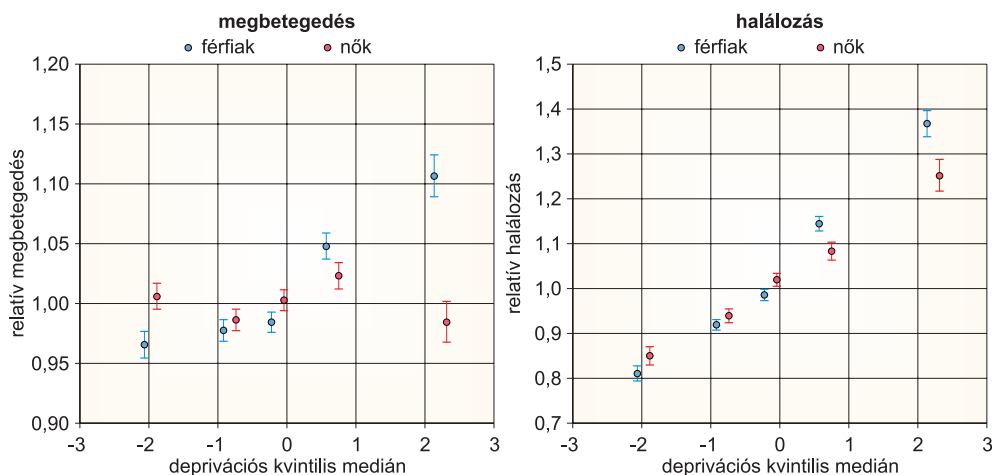 megbetegedés
férfiak nők
1,20
1,15
1,10
1,05
1,00
0,95
0,90
relatív megbetegedés
-3 -2 -1 0 1 2 3
deprivációs kvintilis medián
halálozás
férfiak nők
1,5
1,4
1,3
1,2
1,1
1,0
0,9
0,8
0,7
relatív halálozás
-3 -2 -1 0 1 2 3
deprivációs kvintilis medián